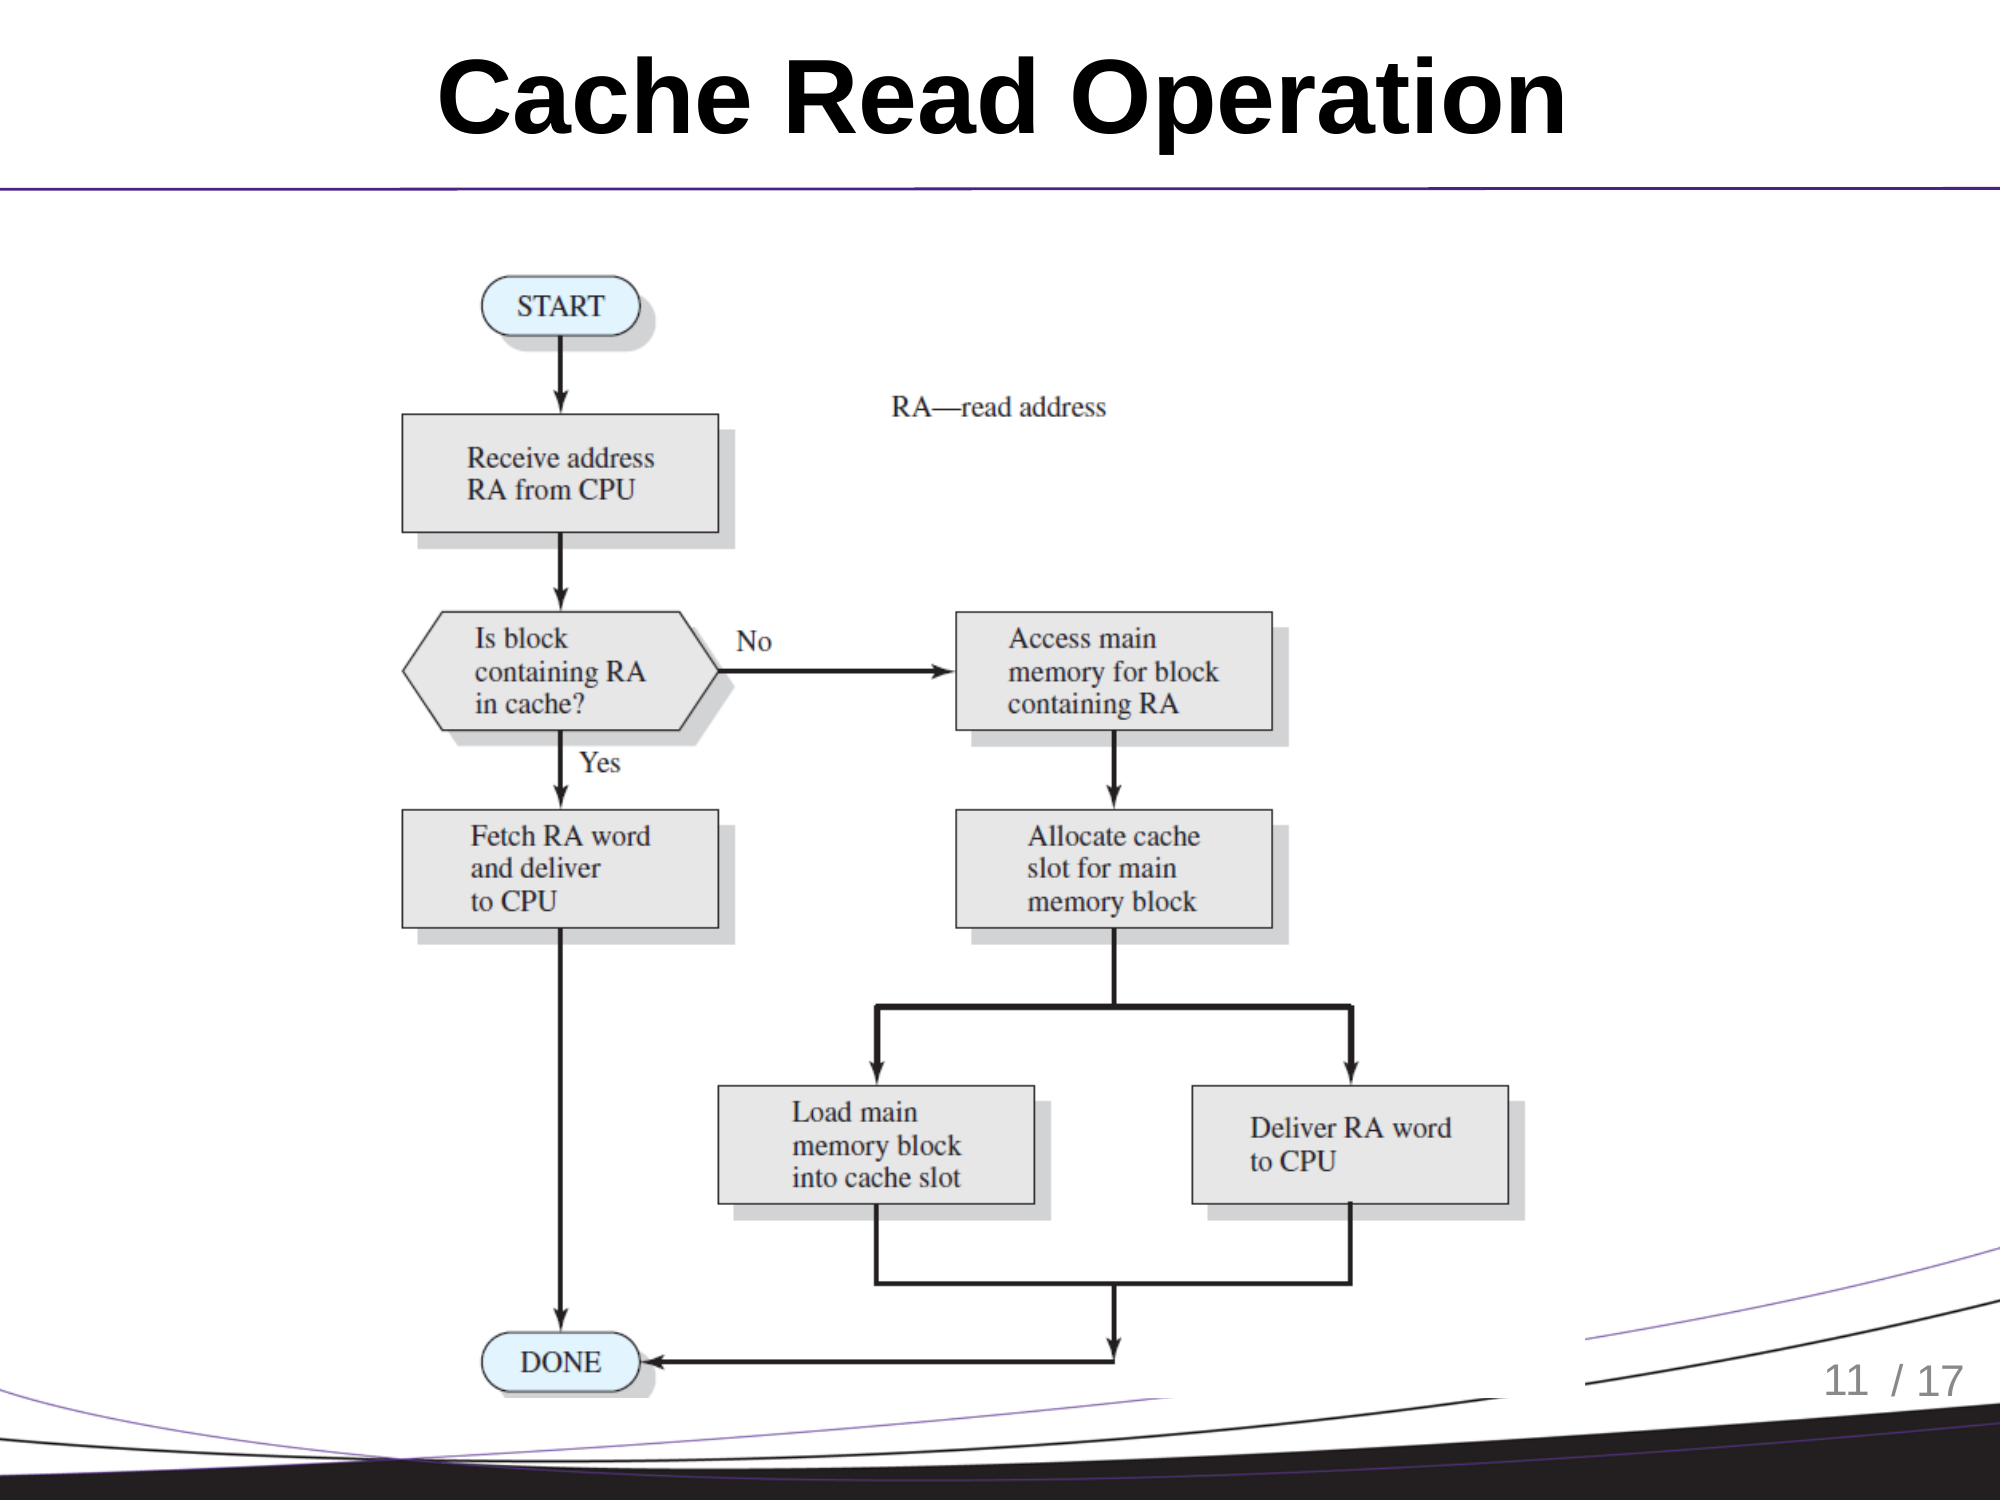 Cache Read Operation
START
RA—read address
Receive address
RA from CPU
Is block
containing RA
in cache?
No
Access main
memory for block
containing RA
Yes
Fetch RA word
and deliver
to CPU
Allocate cache
slot for main
memory block
Load main
memory block
into cache slot
Deliver RA word
to CPU
DONE
11 / 17